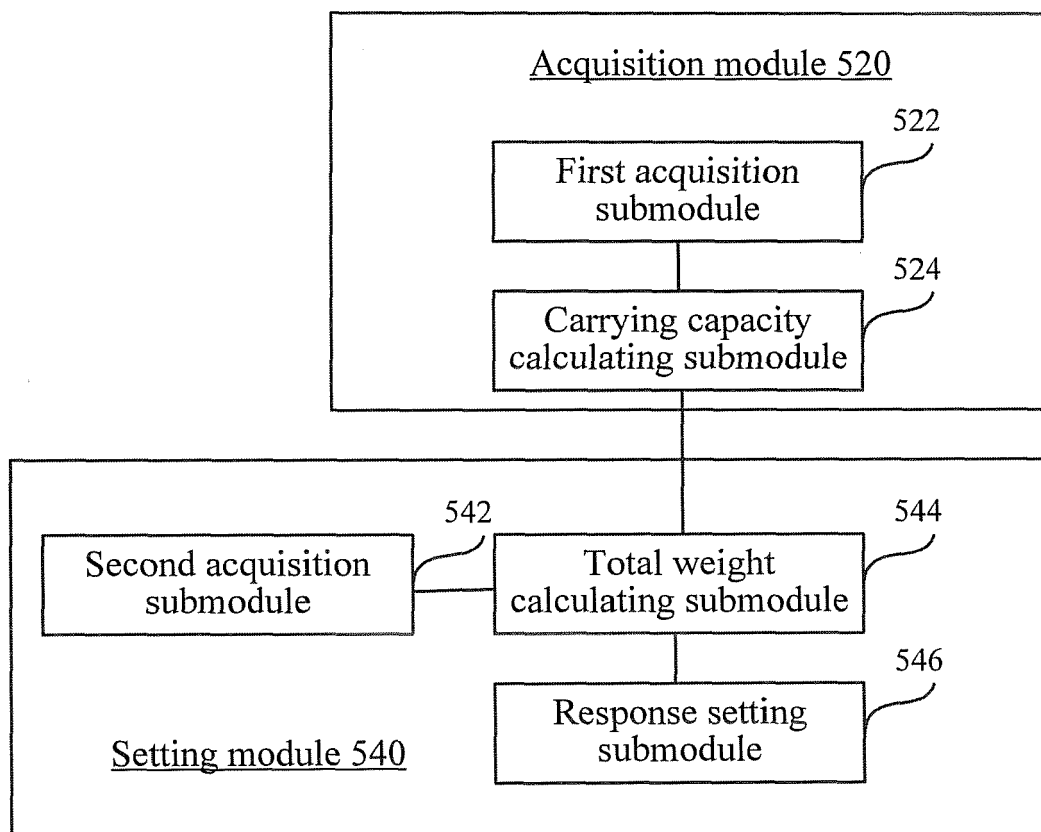 Acquisition module 520
522
First acquisition
submodule
524
Carrying capacity
calculating submodule
542
Second acquisition
submodule
544
Total weight
calculating submodule
546
Response setting
submodule
Setting module 540